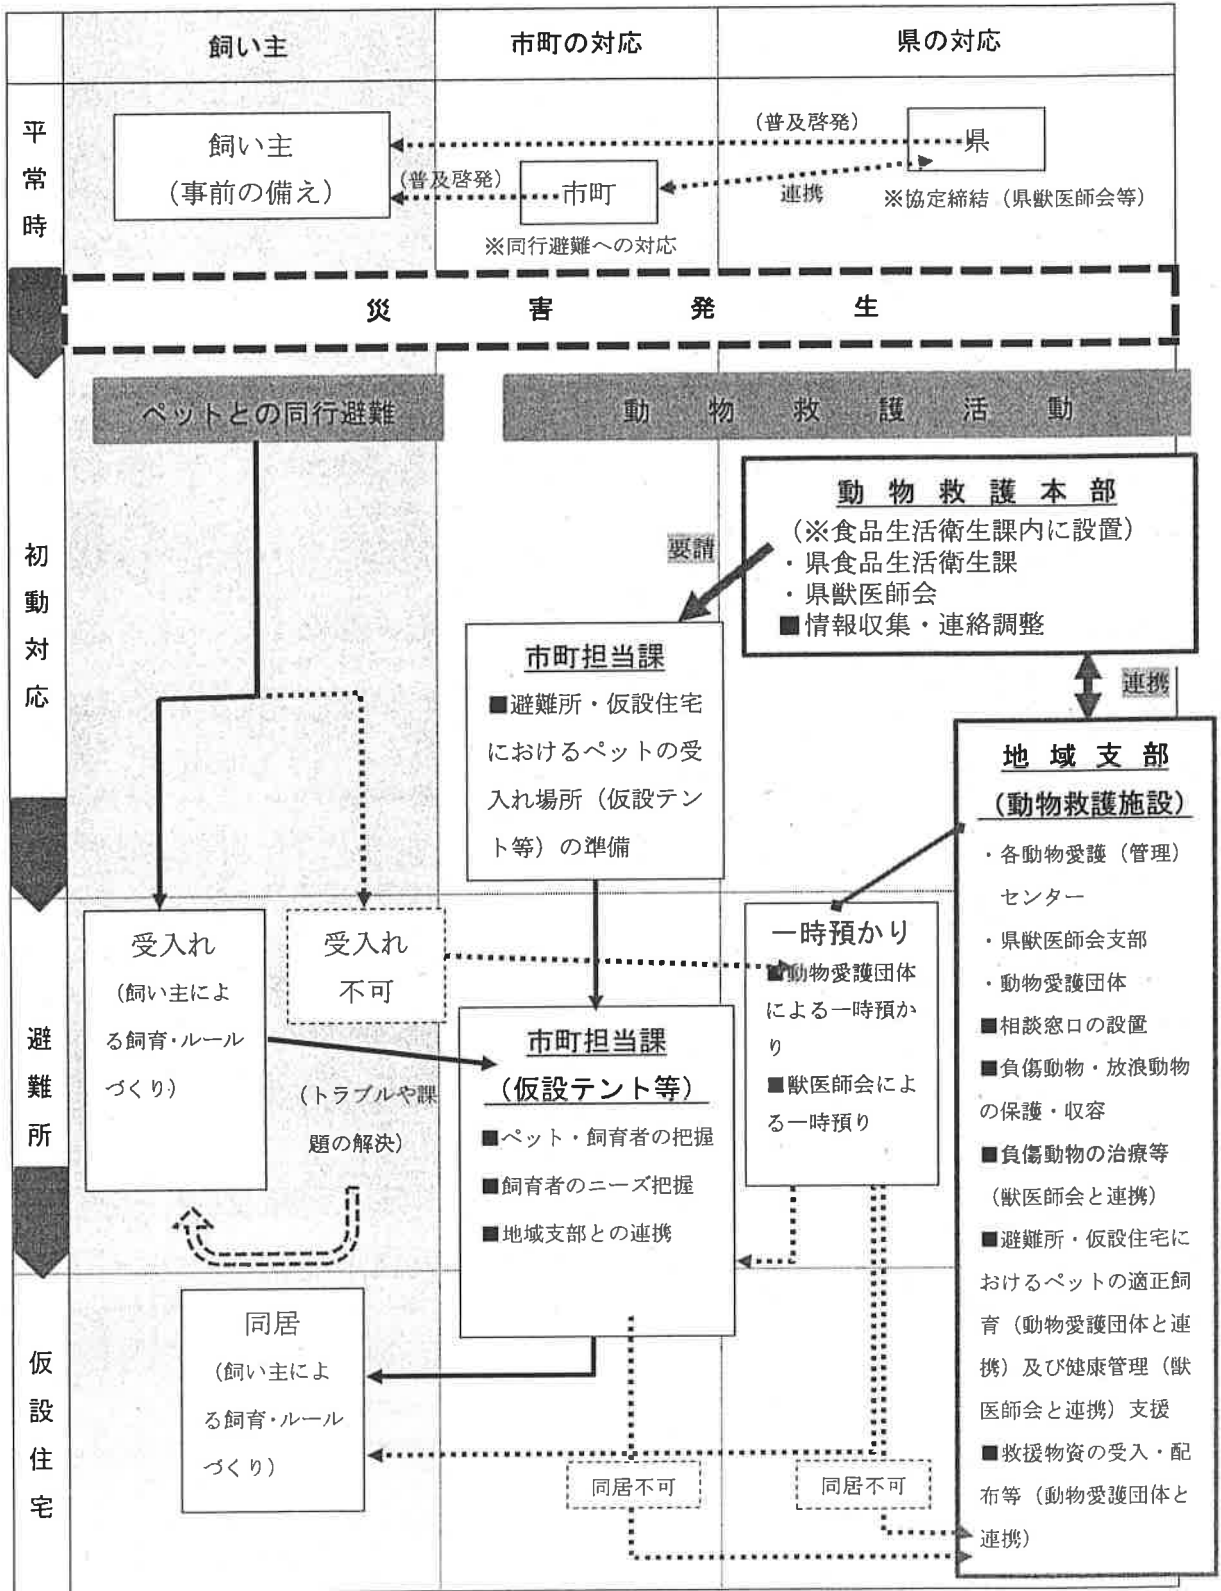 飼い主
市町の対応
県の対応
平常時
飼い主
(事前の備え)
(普及啓発)
県
(普及啓発)
市町
連携
※協定締結（県獣医師会等）
※同行避難への対応
災害発生
ペットとの同行避難
動物救護活動
初動対応
動物救護本部
(※食品生活衛生課内に設置)
・県食品生活衛生課
・県獣医師会
■情報収集・連絡調整
要請
連携
市町担当課
■避難所・仮設住宅
におけるペットの受
入れ場所（仮設テン
ト等）の準備
地域支部
(動物救護施設)
・各動物愛護（管理）
センター
・県獣医師会支部
・動物愛護団体
■相談窓口の設置
■負傷動物・放浪動物
の保護・収容
■負傷動物の治療等
（獣医師会と連携）
■避難所・仮設住宅に
おけるペットの適正飼
育（動物愛護団体と連
携）及び健康管理（獣
医師会と連携）支援
■救援物資の受入・配
布等（動物愛護団体と
連携）
避難所
受入れ
（飼い主によ
る飼育・ルール
づくり）
受入れ
不可
(トラブルや課
題の解決)
市町担当課
(仮設テント等)
■ペット・飼育者の把握
■飼育者のニーズ把握
■地域支部との連携
一時預かり
■動物愛護団体
による一時預か
り
■獣医師会によ
る一時預り
仮設住宅
同居
（飼い主によ
る飼育・ルール
づくり）
同居不可
同居不可